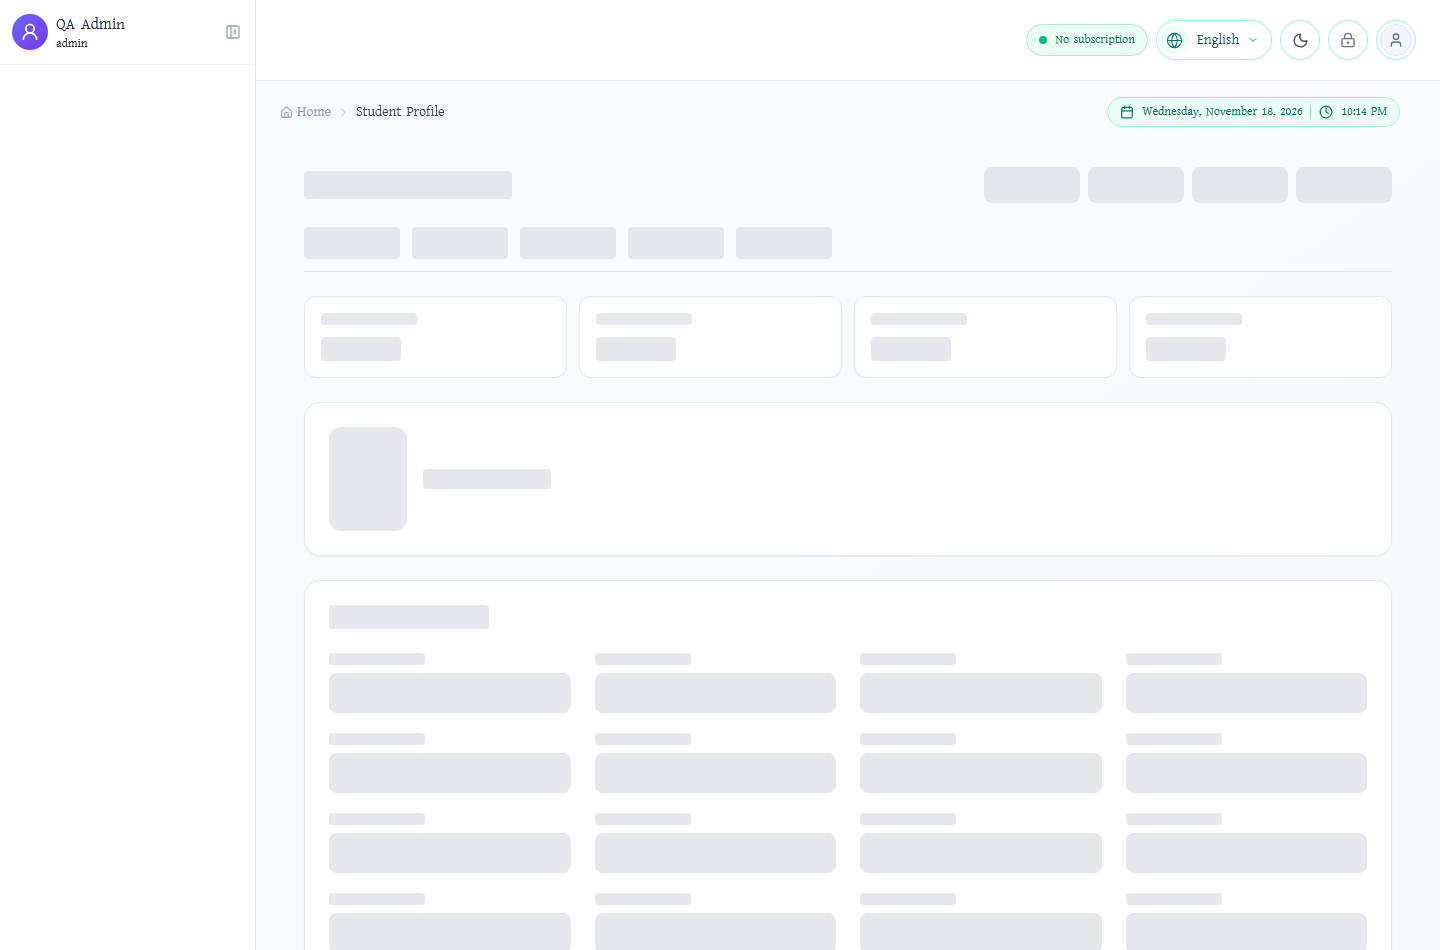 QA Admin
admin
No subscription
English
Home
Student Profile
Wednesday, November 18, 2026
10:14 PM